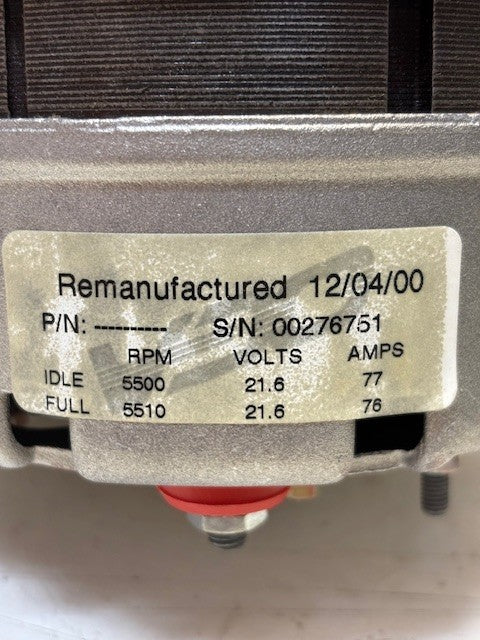 Remanufactured 12/04/00
P/N: ---------- S/N: 00276751
RPM VOLTS AMPS
IDLE 5500 21.6 77
FULL 5510 21.6 76